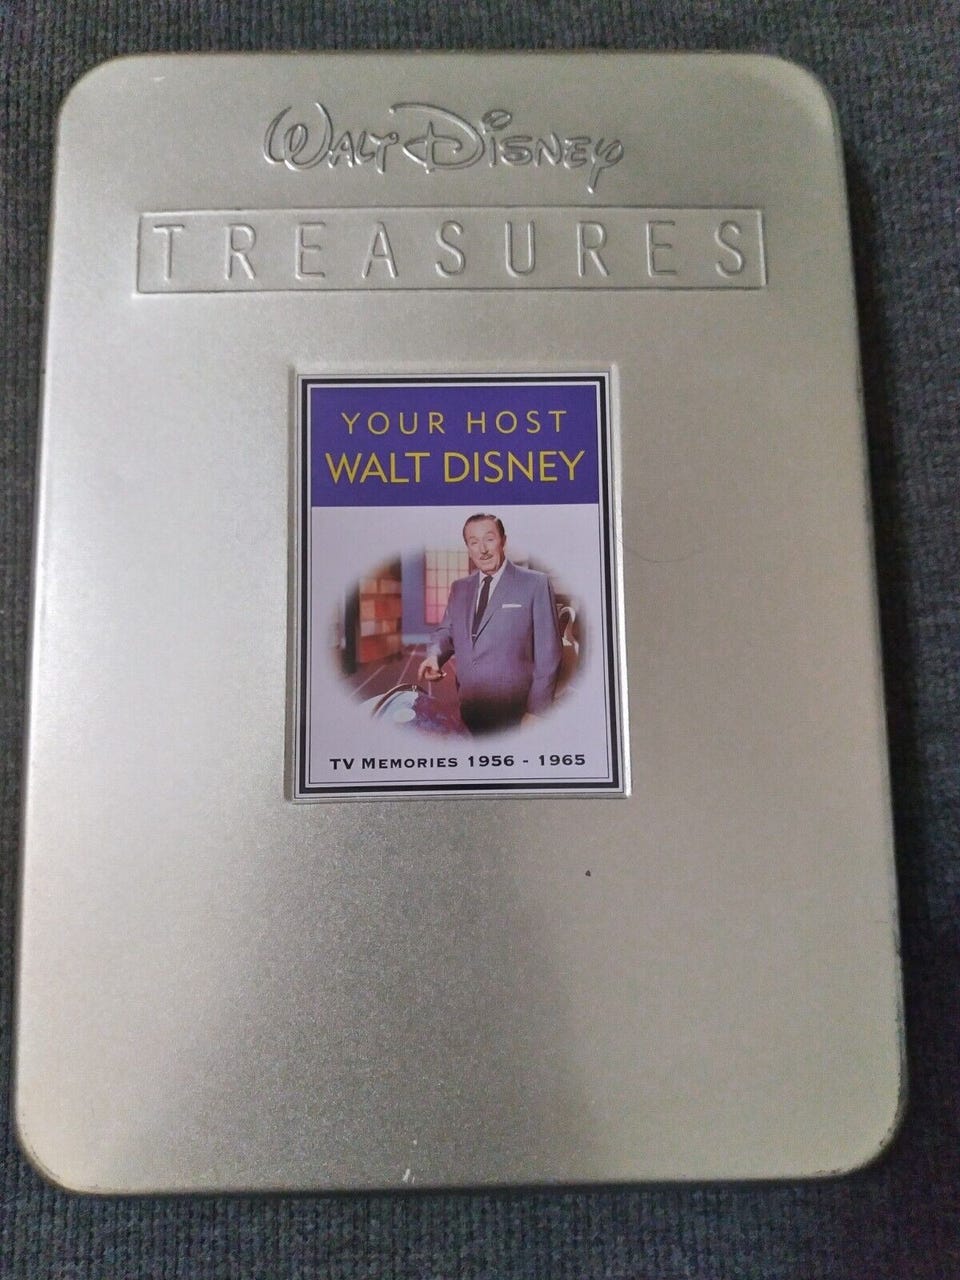 Walt Disney
TREASURES
YOUR HOST
WALT DISNEY
TV MEMORIES 1956 - 1965